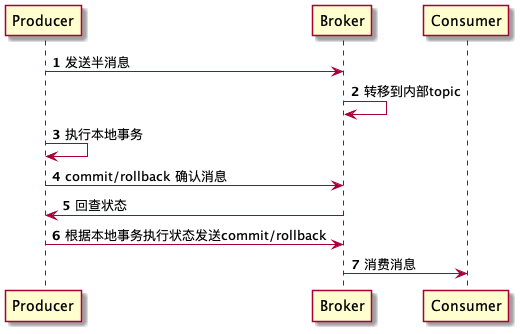 Producer Broker Consumer
1 发送半消息
2 转移到内部topic
3 执行本地事务
4 commit/rollback 确认消息
5 回查状态
6 根据本地事务执行状态发送commit/rollback
7 消费消息
Producer Broker Consumer